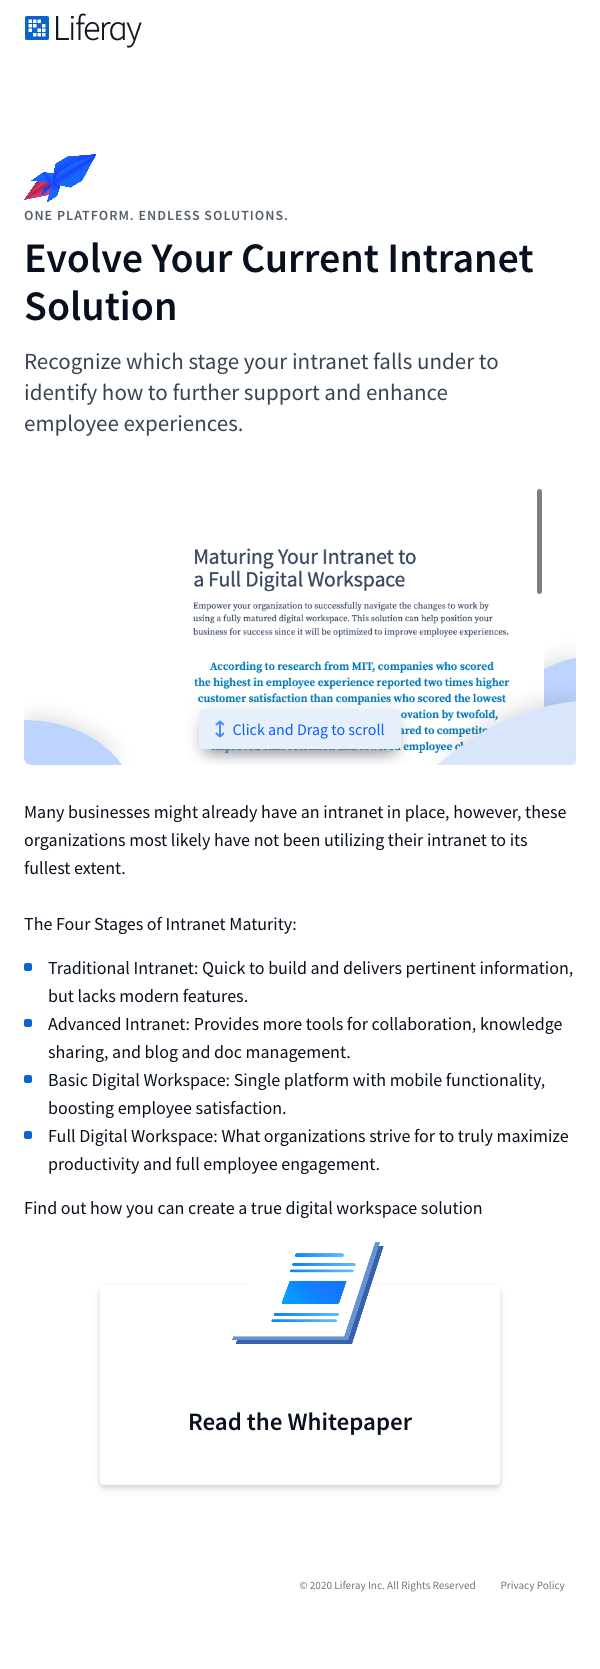 Liferay
ONE PLATFORM. ENDLESS SOLUTIONS.
Evolve Your Current Intranet
Solution
Recognize which stage your intranet falls under to
identify how to further support and enhance
employee experiences.
Maturing Your Intranet to
a Full Digital Workspace
Empower your organization to successfully navigate the changes to work by
using a fully matured digital workspace. This solution can help position your
business for success since it will be optimized to improve employee experiences.
According to research from MIT, companies who scored
the highest in employee experience reported two times higher
customer satisfaction than companies who scored the lowest
by twofold,
Click and Drag to scroll
to
employee
Many businesses might already have an intranet in place, however, these
organizations most likely have not been utilizing their intranet to its
fullest extent.
The Four Stages of Intranet Maturity:
Traditional Intranet: Quick to build and delivers pertinent information,
but lacks modern features.
Advanced Intranet: Provides more tools for collaboration, knowledge
sharing, and blog and doc management.
Basic Digital Workspace: Single platform with mobile functionality,
boosting employee satisfaction.
Full Digital Workspace: What organizations strive for to truly maximize
productivity and full employee engagement.
Find out how you can create a true digital workspace solution
Read the Whitepaper
© 2020 Liferay Inc. All Rights Reserved Privacy Policy